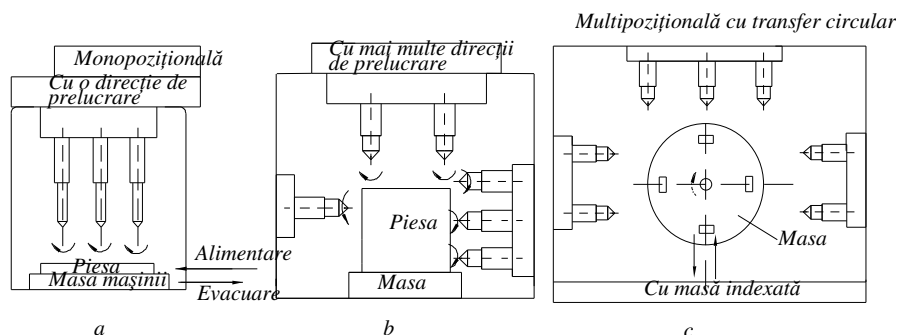 Monopozițională
Cu o direcție de
prelucrare
Piesa
Masa mașinii
Alimentare
Evacuare
a
Cu mai multe direcții
de prelucrare
Piesa
Masa
b
Multipozițională cu transfer circular
Masa
Cu masă indexată
c